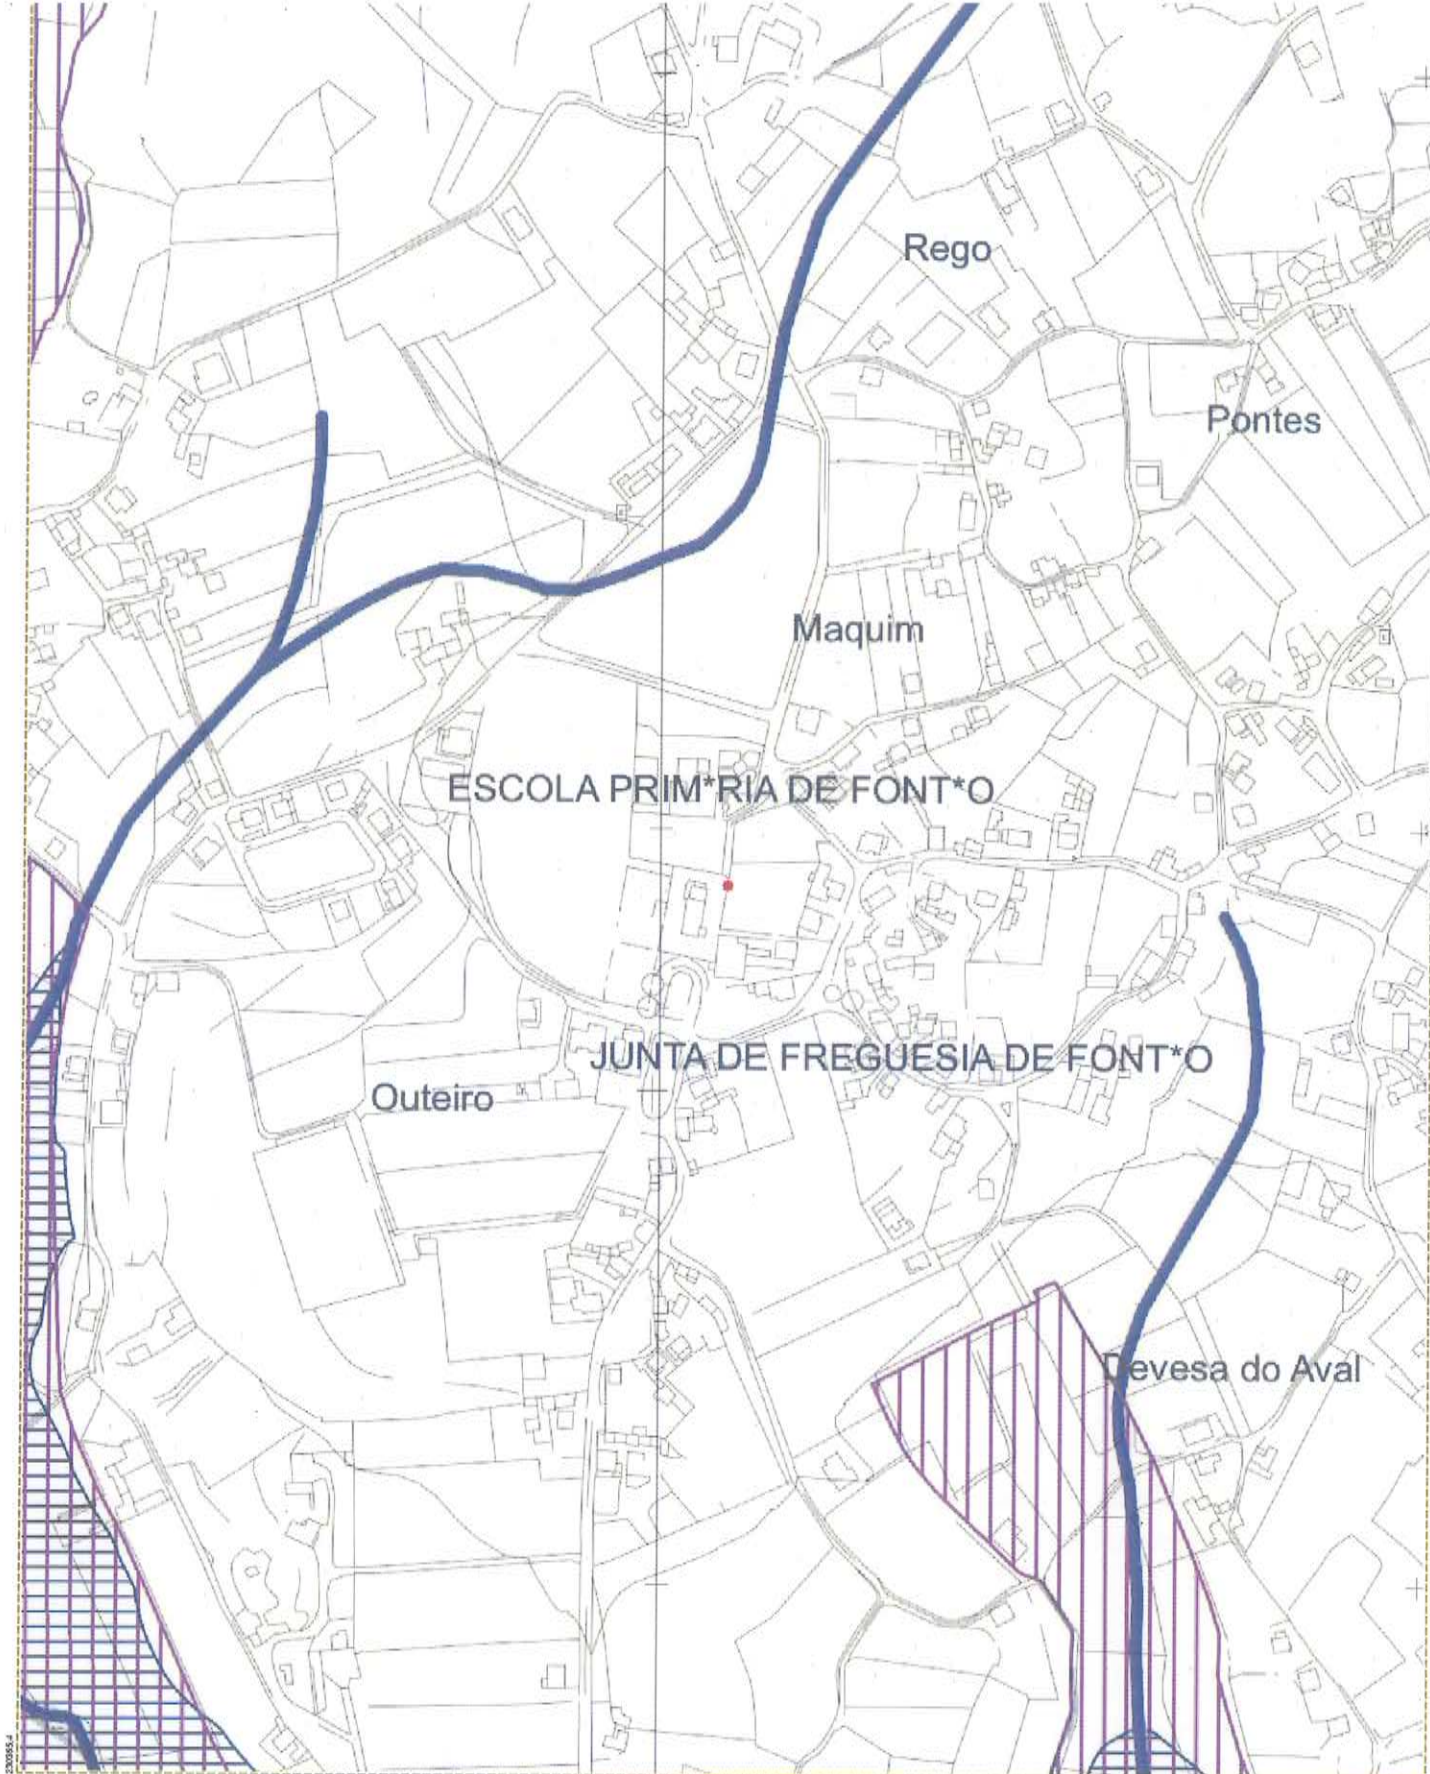 Rego
Pontes
Maquim
ESCOLA PRIM*RIA DE FONT*O
JUNTA DE FREGUESIA DE FONT*O
Outeiro
Devesa do Aval